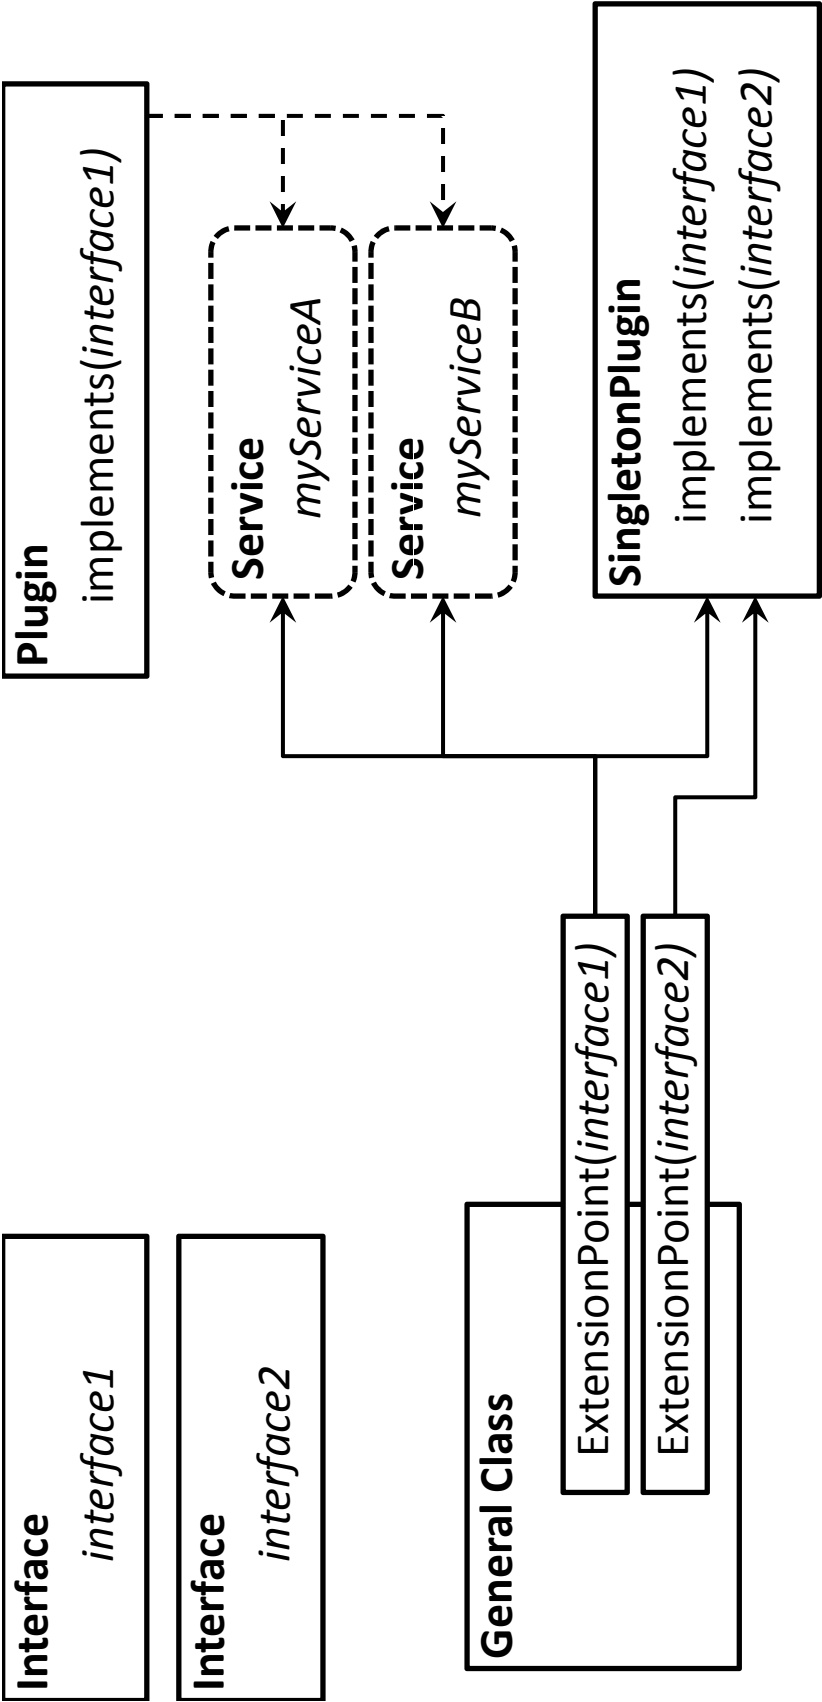 Interface
interface1
Interface
interface2
General Class
ExtensionPoint(interface1)
ExtensionPoint(interface2)
Plugin
implements(interface1)
Service
myServiceA
Service
myServiceB
SingletonPlugin
implements(interface1)
implements(interface2)